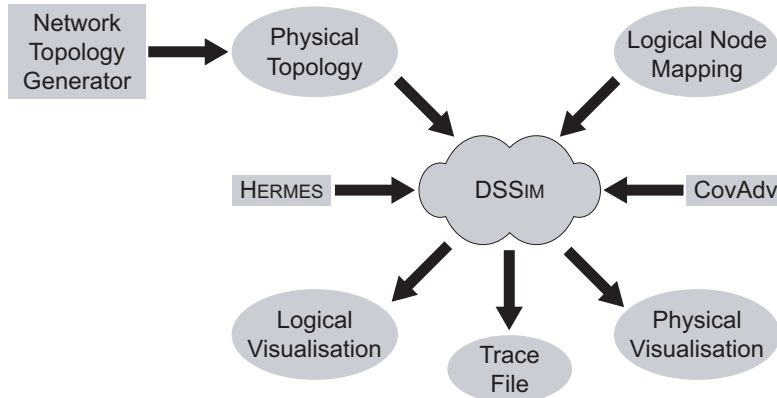 Network
Topology
Generator
Physical
Topology
Logical Node
Mapping
HERMES
DSSIM
CovAdv
Logical
Visualisation
Trace
File
Physical
Visualisation